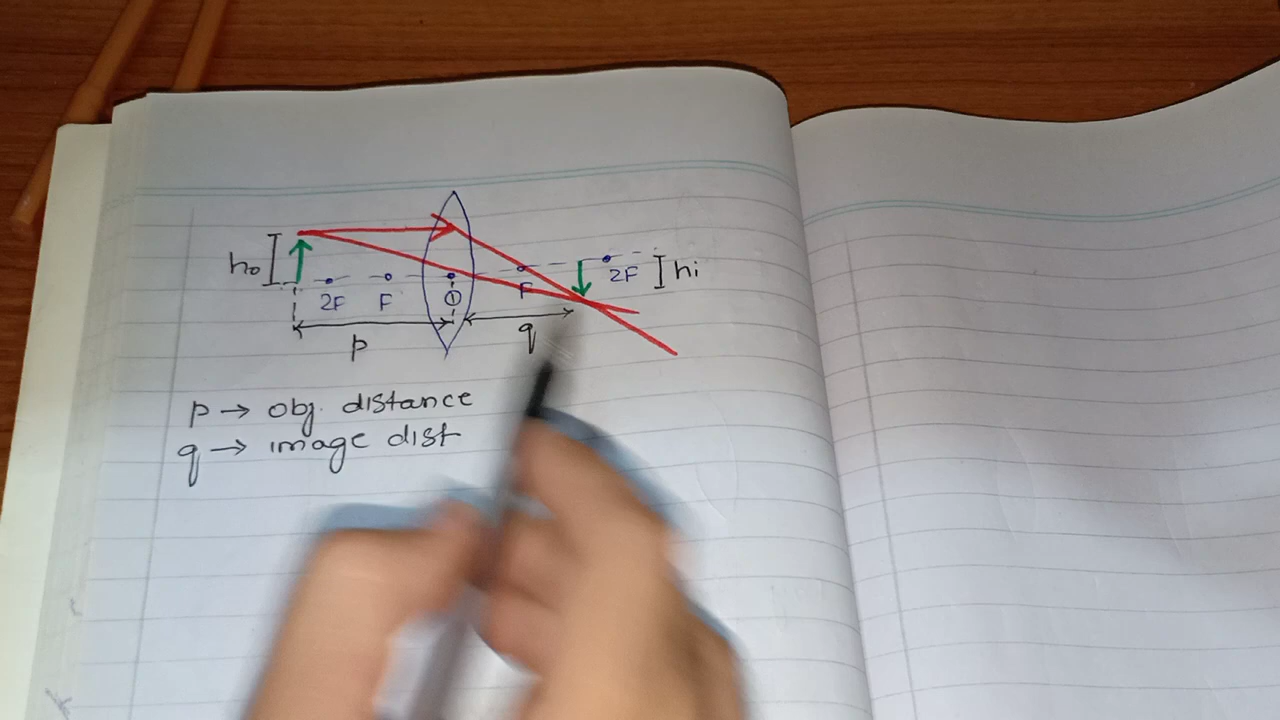 ho 2F F O F 2F hi
p q
p → obj. distance
q → image dist